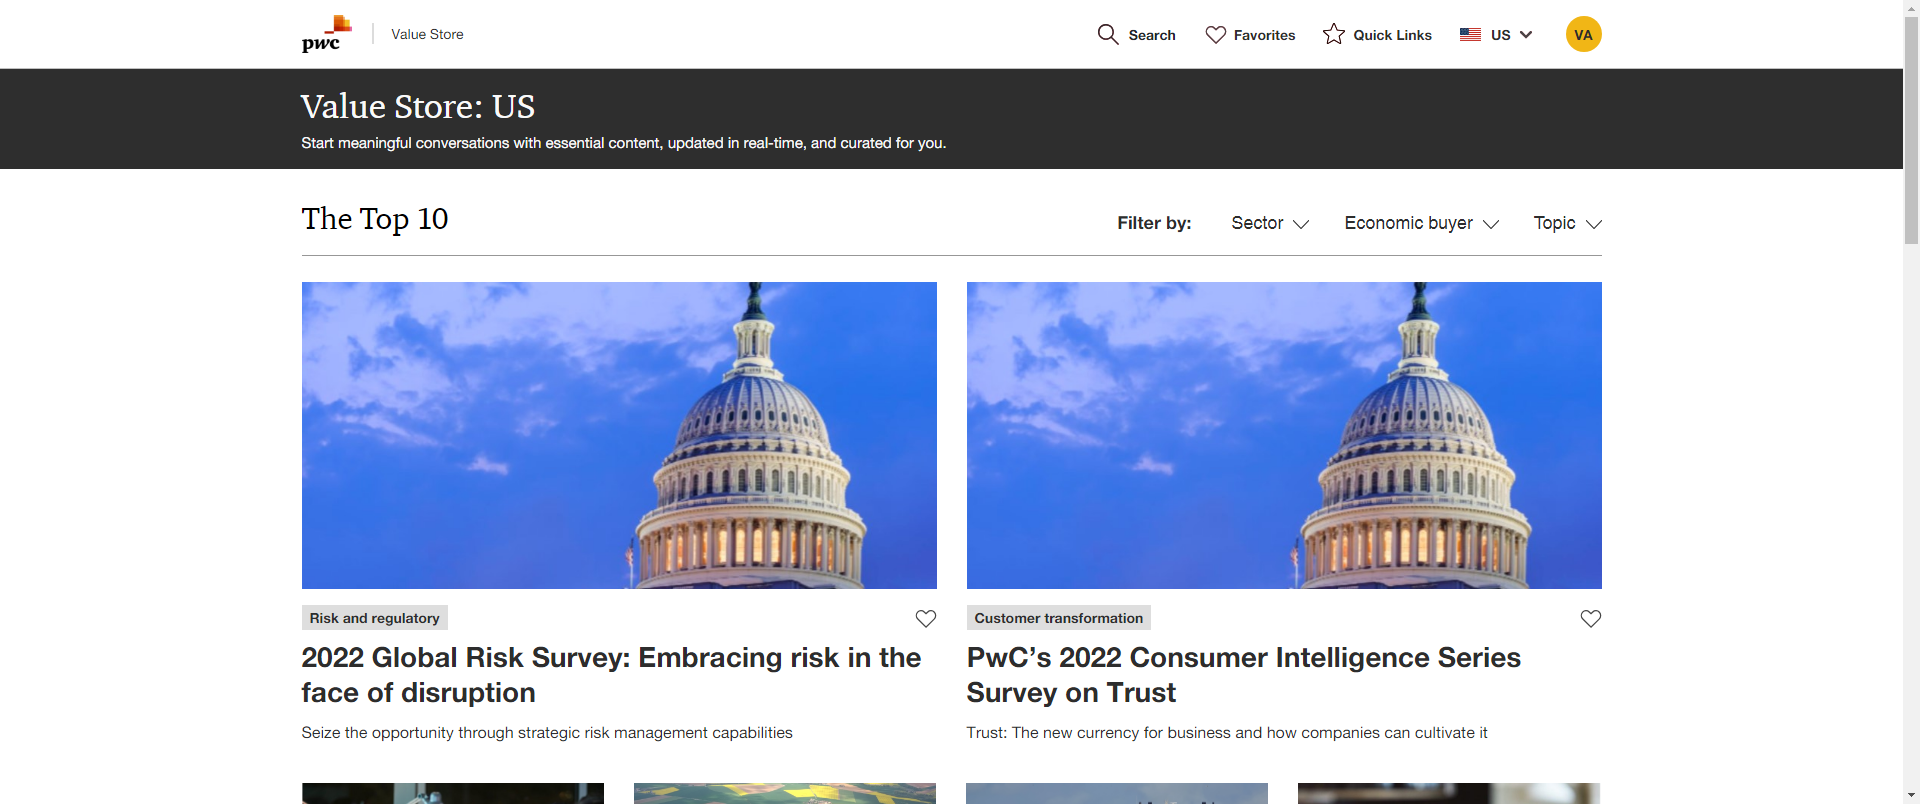 pwc
Value Store
Search
Favorites
Quick Links
US
VA
Value Store: US
Start meaningful conversations with essential content, updated in real-time, and curated for you.
The Top 10
Filter by:
Sector
Economic buyer
Topic
Risk and regulatory
2022 Global Risk Survey: Embracing risk in the
face of disruption
Seize the opportunity through strategic risk management capabilities
Customer transformation
PwC’s 2022 Consumer Intelligence Series
Survey on Trust
Trust: The new currency for business and how companies can cultivate it